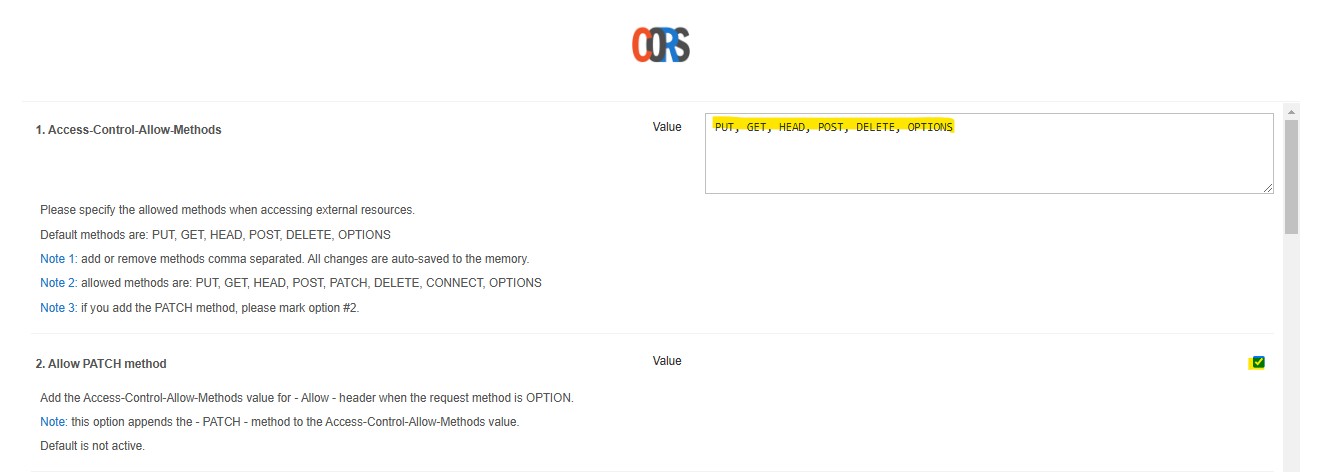 CORS
1. Access-Control-Allow-Methods
Value
PUT, GET, HEAD, POST, DELETE, OPTIONS
Please specify the allowed methods when accessing external resources.
Default methods are: PUT, GET, HEAD, POST, DELETE, OPTIONS
Note 1: add or remove methods comma separated. All changes are auto-saved to the memory.
Note 2: allowed methods are: PUT, GET, HEAD, POST, PATCH, DELETE, CONNECT, OPTIONS
Note 3: if you add the PATCH method, please mark option #2.
2. Allow PATCH method
Value
Add the Access-Control-Allow-Methods value for - Allow - header when the request method is OPTION.
Note: this option appends the - PATCH - method to the Access-Control-Allow-Methods value.
Default is not active.